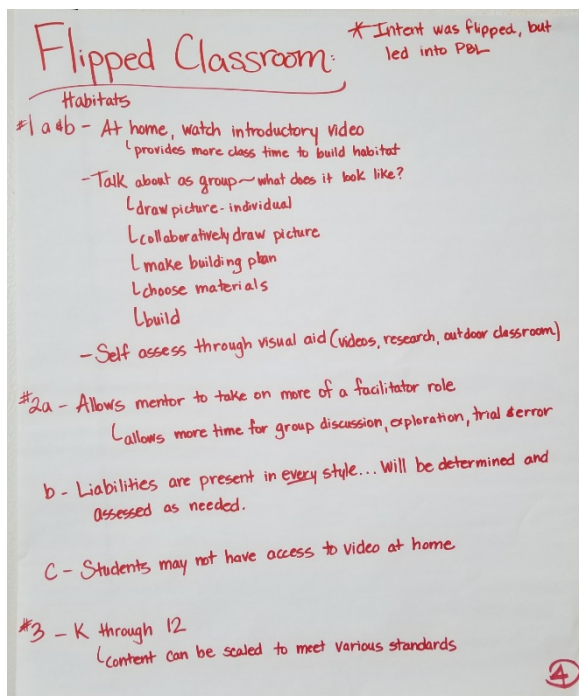 Flipped Classroom:
* Intent was flipped, but
led into PBL
Habitats
#1 a&b - At home, watch introductory video
provides more class time to build habitat
- Talk about as group ~ what does it look like?
draw picture - individual
collaboratively draw picture
make building plan
choose materials
build
- Self assess through visual aid (videos, research, outdoor classroom)
#2a - Allows mentor to take on more of a facilitator role
allows more time for group discussion, exploration, trial & error
b - Liabilities are present in every style... Will be determined and
assessed as needed.
C - Students may not have access to video at home
#3 - K through 12
content can be scaled to meet various standards
4